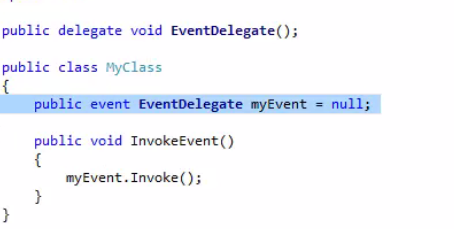 public delegate void EventDelegate();
public class MyClass
{
public event EventDelegate myEvent = null;
public void InvokeEvent()
{
myEvent.Invoke();
}
}